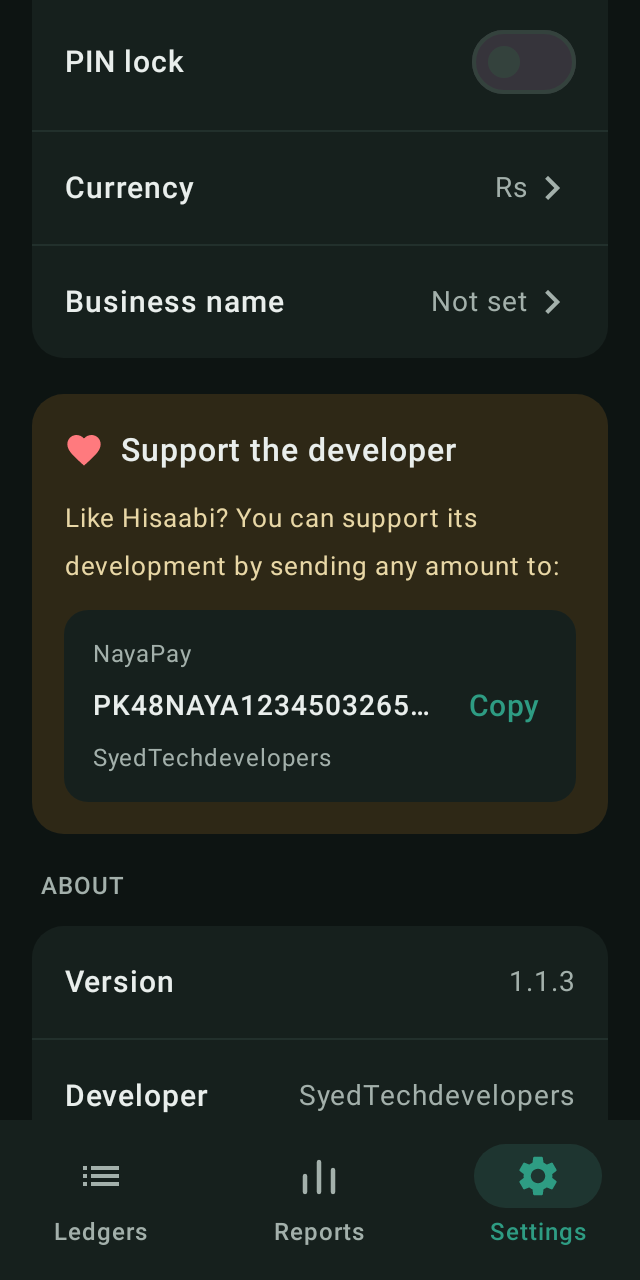 PIN lock
Currency
Rs
Business name
Not set
Support the developer
Like Hisaabi? You can support its
development by sending any amount to:
NayaPay
PK48NAYA1234503265…
Copy
SyedTechdevelopers
ABOUT
Version
1.1.3
Developer
SyedTechdevelopers
Ledgers
Reports
Settings